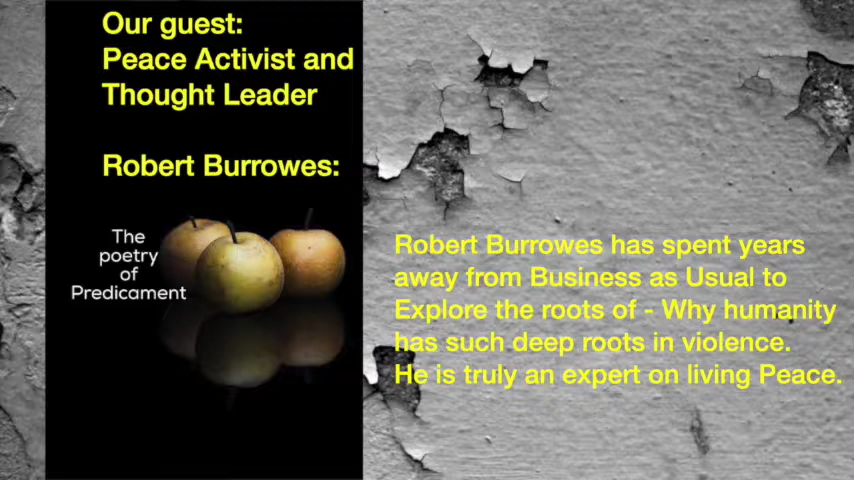 Our guest:
Peace Activist and
Thought Leader
Robert Burrowes:
The
poetry
of
Predicament
Robert Burrowes has spent years
away from Business as Usual to
Explore the roots of - Why humanity
has such deep roots in violence.
He is truly an expert on living Peace.